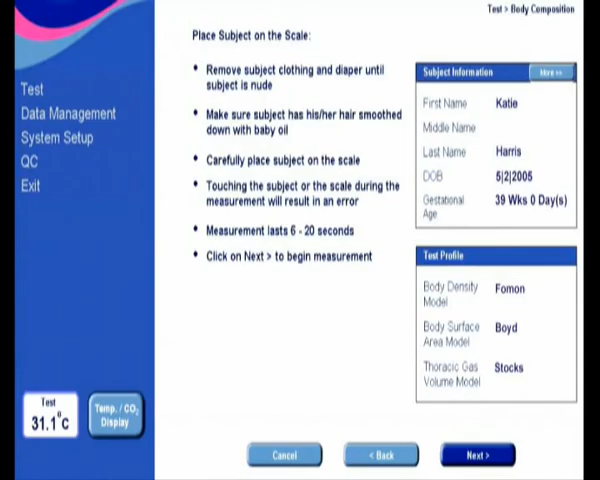 Test > Body Composition
Place Subject on the Scale:
• Remove subject clothing and diaper until
subject is nude
• Make sure subject has his/her hair smoothed
down with baby oil
• Carefully place subject on the scale
• Touching the subject or the scale during the
measurement will result in an error
• Measurement lasts 6 - 20 seconds
• Click on Next > to begin measurement
Test
Data Management
System Setup
QC
Exit
Subject Information
More >>
First Name Katie
Middle Name
Last Name Harris
DOB 5|2|2005
Gestational 39 Wks 0 Day(s)
Age
Test Profile
Body Density Fomon
Model
Body Surface Boyd
Area Model
Thoracic Gas Stocks
Volume Model
Test
31.1°C
Temp. / CO2
Display
Cancel
< Back
Next >